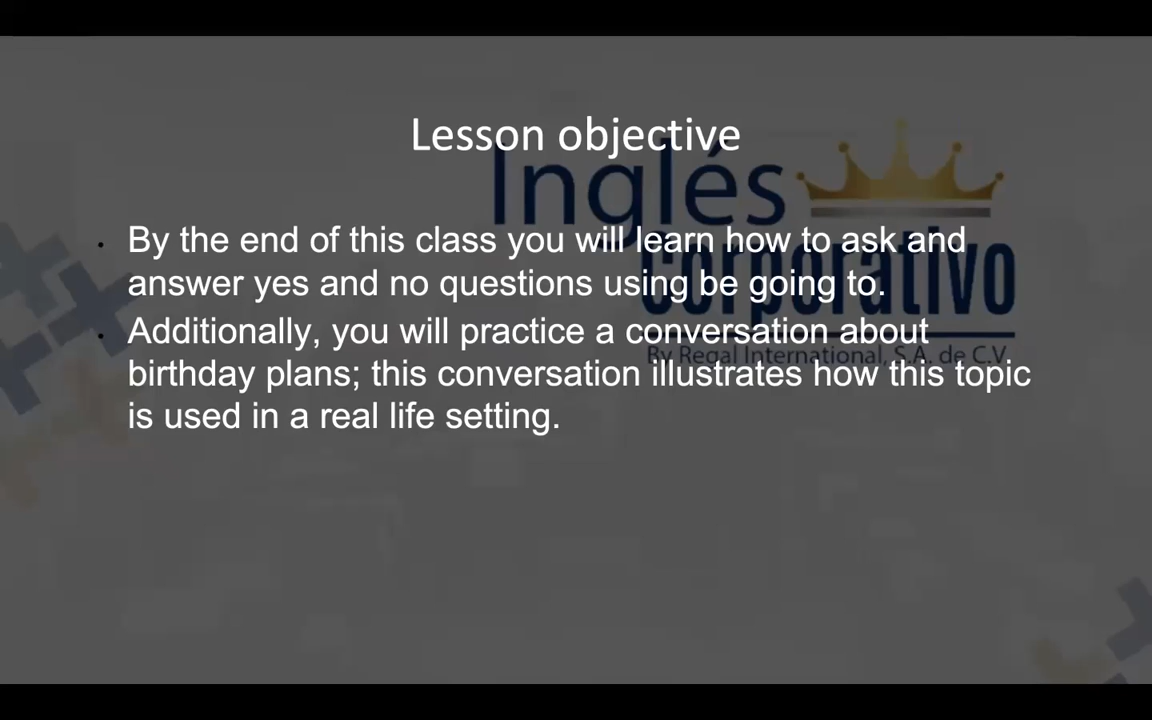 Lesson objective
Inglés
corporativo
By Regal International, S.A. de C.V.
By the end of this class you will learn how to ask and
answer yes and no questions using be going to.
Additionally, you will practice a conversation about
birthday plans; this conversation illustrates how this topic
is used in a real life setting.